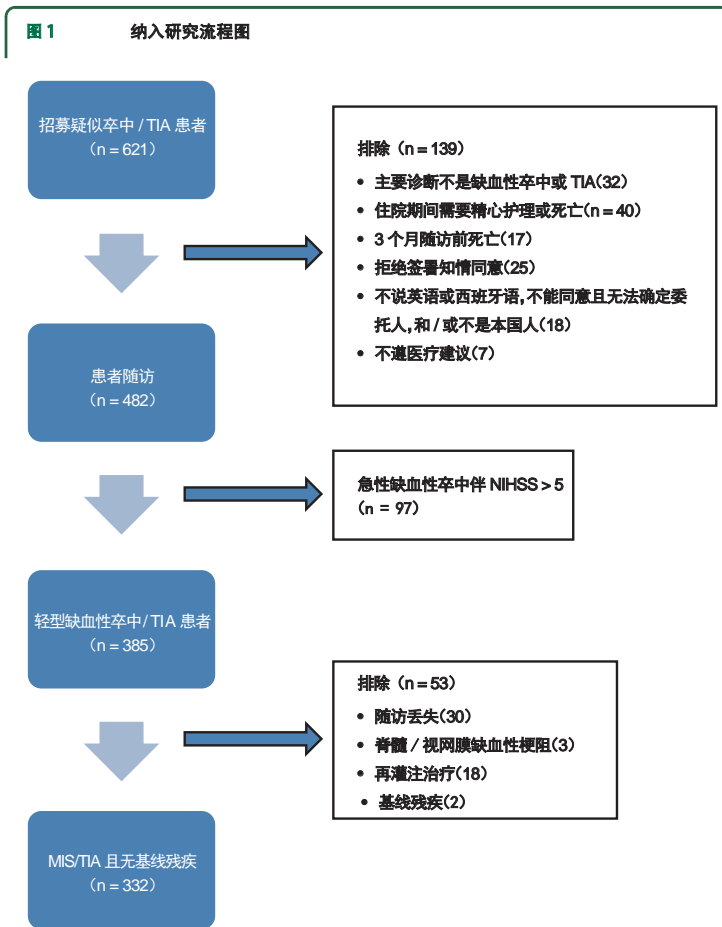 图 1 纳入研究流程图
招募疑似卒中 / TIA 患者
（n = 621）
排除（n = 139）
• 主要诊断不是缺血性卒中或 TIA(32)
• 住院期间需要精心护理或死亡(n = 40)
• 3 个月随访前死亡(17)
• 拒绝签署知情同意(25)
• 不说英语或西班牙语,不能同意且无法确定委
托人,和 / 或不是本国人(18)
• 不遵医疗建议(7)
患者随访
（n = 482）
急性缺血性卒中伴 NIHSS > 5
（n = 97）
轻型缺血性卒中/ TIA 患者
（n = 385）
排除（n = 53）
• 随访丢失(30)
• 脊髓 / 视网膜缺血性梗阻(3)
• 再灌注治疗(18)
• 基线残疾(2)
MIS/TIA 且无基线残疾
（n = 332）